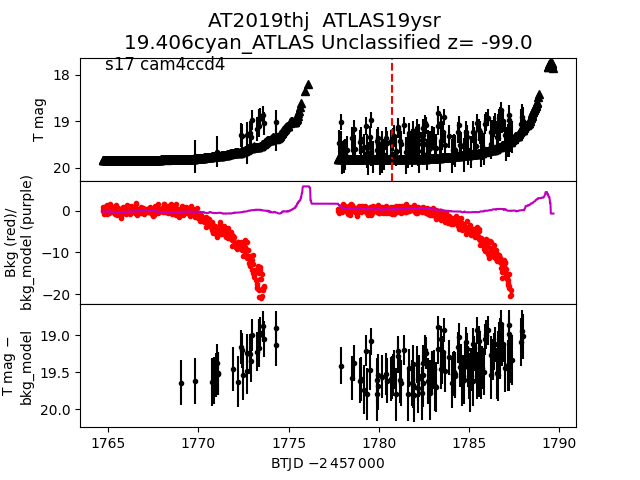 AT2019thj  ATLAS19ysr
19.406cyan_ATLAS Unclassified z= -99.0
s17 cam4ccd4
T mag
18
19
20
Bkg (red)/
bkg_model (purple)
0
−10
−20
T mag −
bkg_model
19.0
19.5
20.0
1765 1770 1775 1780 1785 1790
BTJD −2 457 000